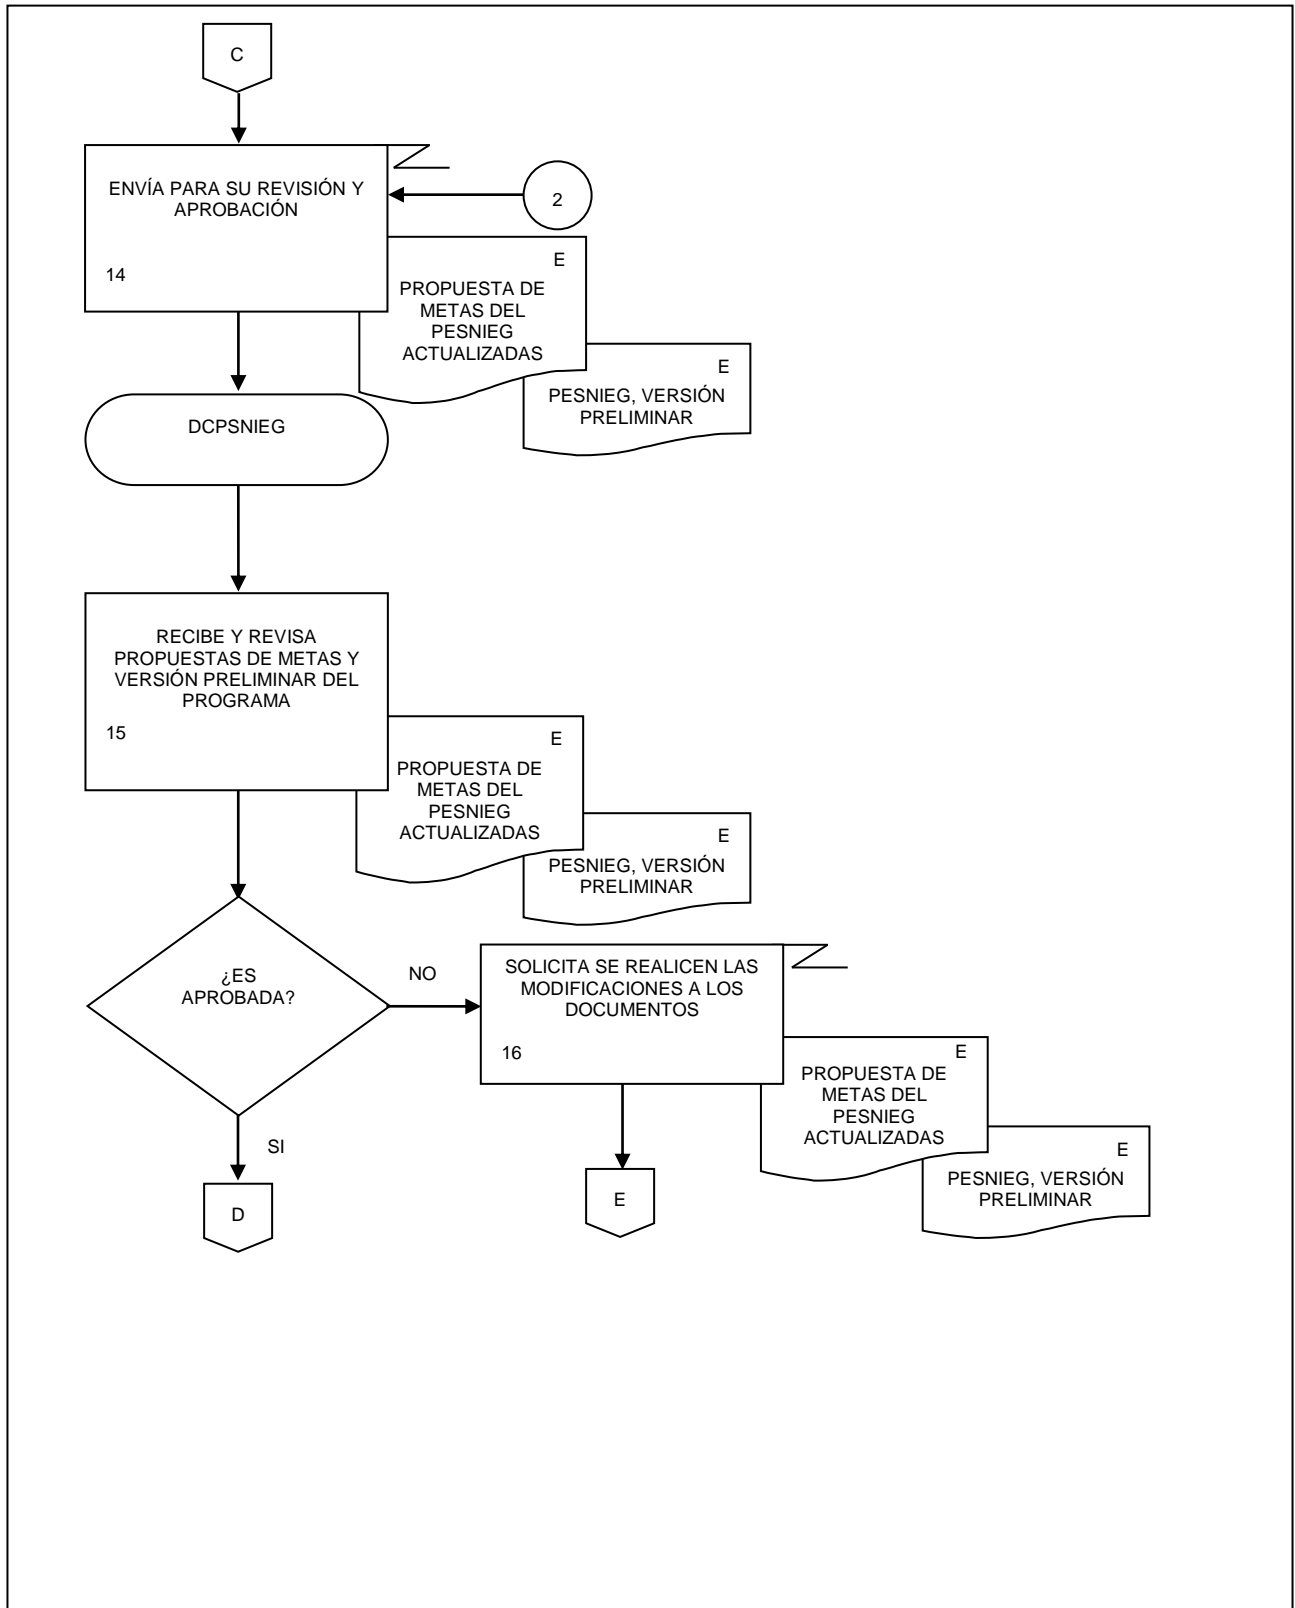 C
ENVÍA PARA SU REVISIÓN Y
APROBACIÓN
14
2
E
PROPUESTA DE
METAS DEL
PESNIEG
ACTUALIZADAS
E
PESNIEG, VERSIÓN
PRELIMINAR
DCPSNIEG
RECIBE Y REVISA
PROPUESTAS DE METAS Y
VERSIÓN PRELIMINAR DEL
PROGRAMA
15
E
PROPUESTA DE
METAS DEL
PESNIEG
ACTUALIZADAS
E
PESNIEG, VERSIÓN
PRELIMINAR
¿ES
APROBADA?
NO
SOLICITA SE REALICEN LAS
MODIFICACIONES A LOS
DOCUMENTOS
16
E
PROPUESTA DE
METAS DEL
PESNIEG
ACTUALIZADAS
E
PESNIEG, VERSIÓN
PRELIMINAR
SI
D
E